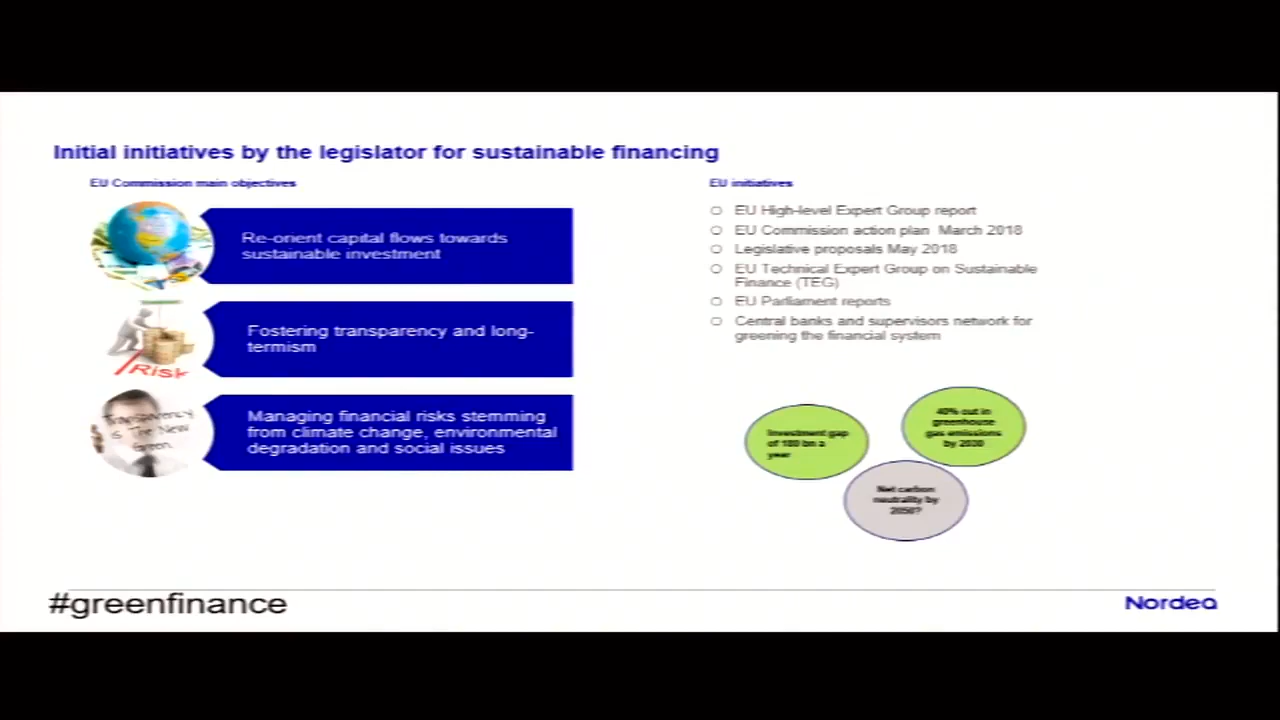 Initial initiatives by the legislator for sustainable financing
EU Commission main objectives
Re-orient capital flows towards
sustainable investment
Fostering transparency and long-
termism
Risk
Managing financial risks stemming
from climate change, environmental
degradation and social issues
Transparency
is The New
Green.
EU initiatives
EU High-level Expert Group report
EU Commission action plan March 2018
Legislative proposals May 2018
EU Technical Expert Group on Sustainable
Finance (TEG)
EU Parliament reports
Central banks and supervisors network for
greening the financial system
Investment gap
of 180 bn a
year
40% cut in
greenhouse
gas emissions
by 2030
Net carbon
neutrality by
2050?
#greenfinance
Nordea